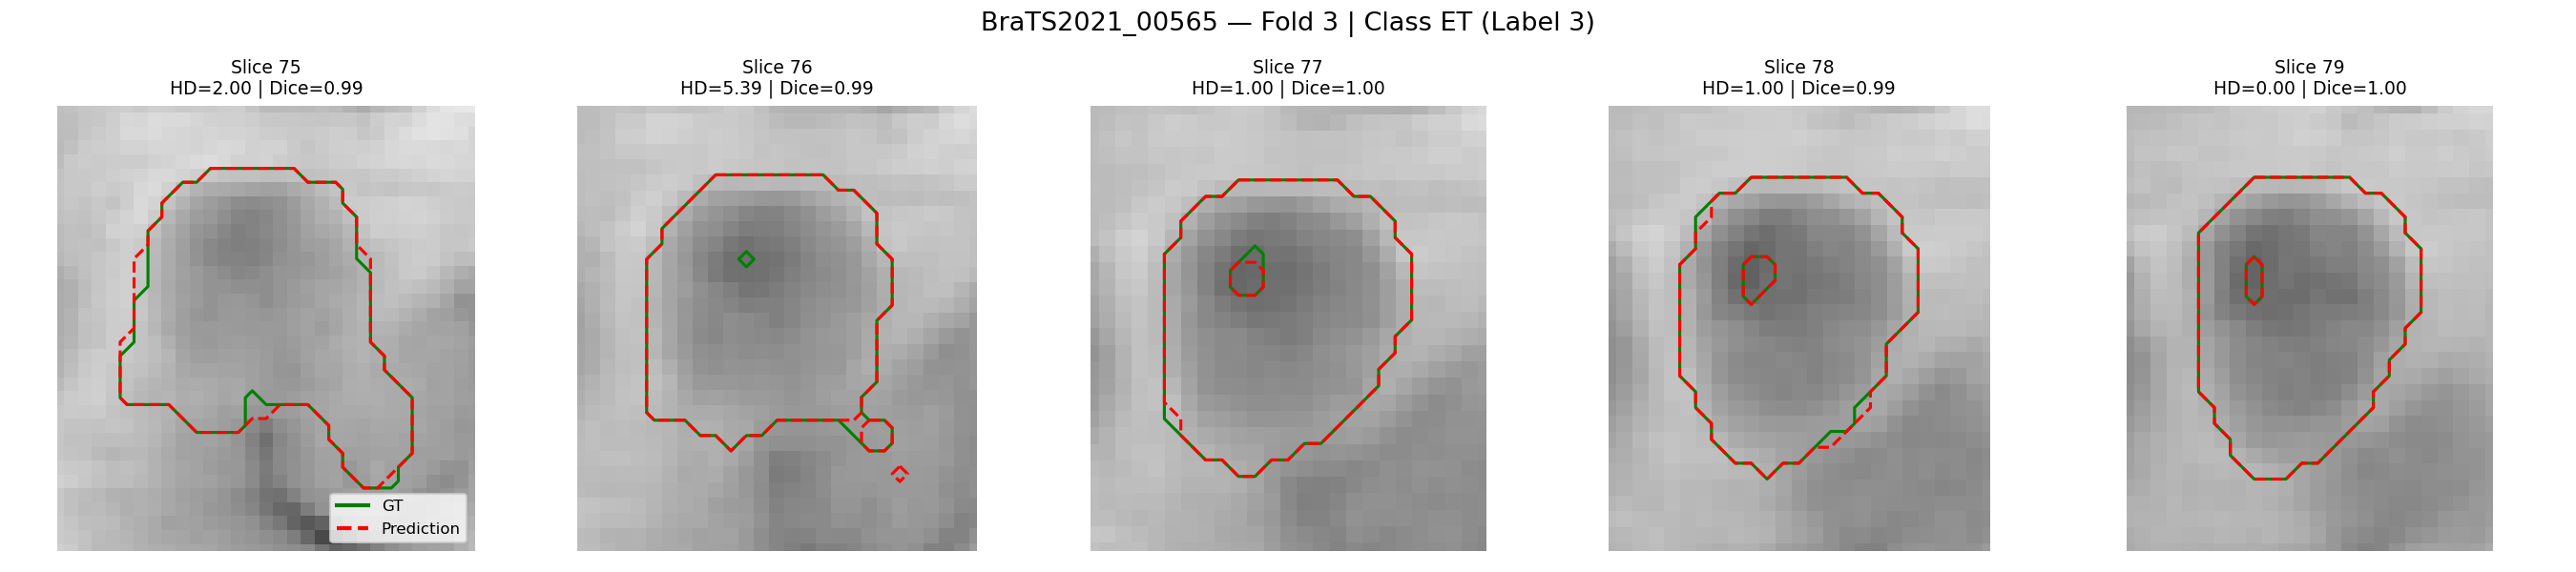 BraTS2021_00565 — Fold 3 | Class ET (Label 3)
Slice 75
HD=2.00 | Dice=0.99
Slice 76
HD=5.39 | Dice=0.99
Slice 77
HD=1.00 | Dice=1.00
Slice 78
HD=1.00 | Dice=0.99
Slice 79
HD=0.00 | Dice=1.00
GT
Prediction